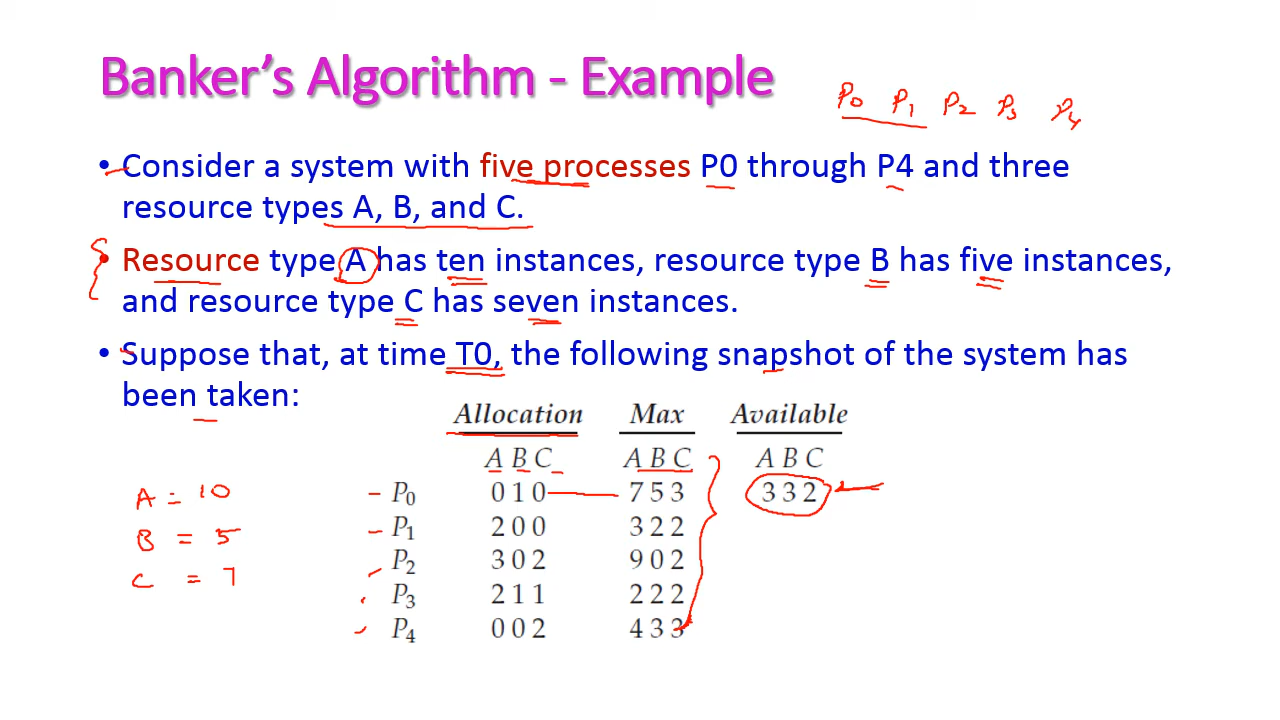 Banker's Algorithm - Example
P0 P1 P2 P3 P4
• Consider a system with five processes P0 through P4 and three
resource types A, B, and C.
• Resource type A has ten instances, resource type B has five instances,
and resource type C has seven instances.
• Suppose that, at time T0, the following snapshot of the system has
been taken:
Allocation Max Available
A B C A B C A B C
P0 0 1 0 7 5 3 3 3 2
P1 2 0 0 3 2 2
P2 3 0 2 9 0 2
P3 2 1 1 2 2 2
P4 0 0 2 4 3 3
A = 10
B = 5
C = 7